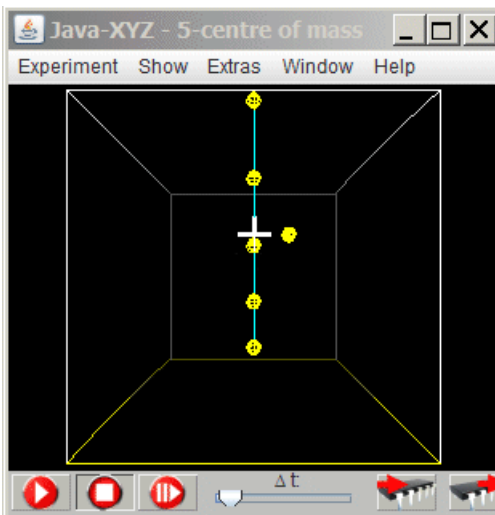 Java-XYZ - 5-centre of mass
Experiment Show Extras Window Help
Δt